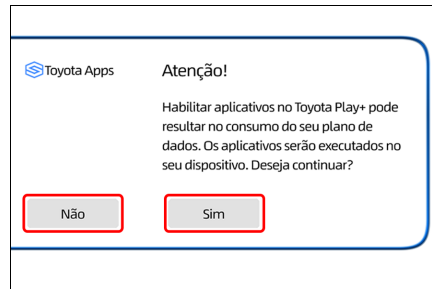 Toyota Apps
Atenção!
Habilitar aplicativos no Toyota Play+ pode
resultar no consumo do seu plano de
dados. Os aplicativos serão executados no
seu dispositivo. Deseja continuar?
Não
Sim